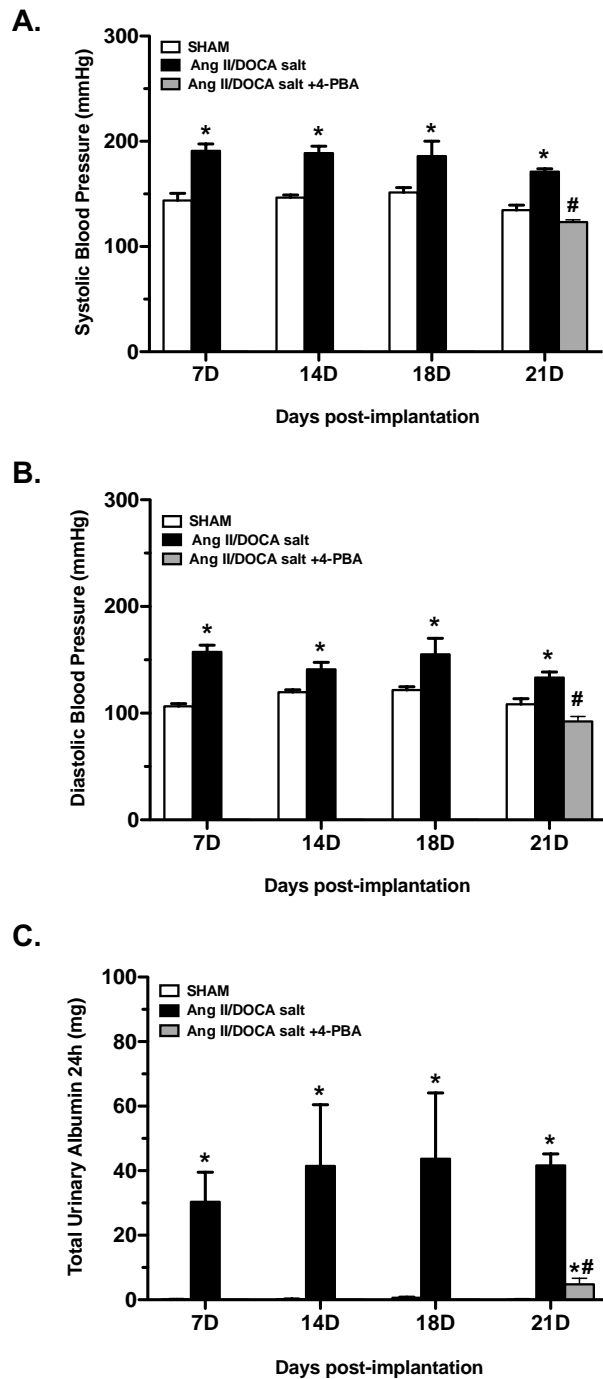 A.
300
SHAM
Ang II/DOCA salt
Ang II/DOCA salt +4-PBA
Systolic Blood Pressure (mmHg)
200
* * * *
#
100
0
7D 14D 18D 21D
Days post-implantation
B.
300
SHAM
Ang II/DOCA salt
Ang II/DOCA salt +4-PBA
Diastolic Blood Pressure (mmHg)
200
* * * *
#
100
0
7D 14D 18D 21D
Days post-implantation
C.
100
SHAM
Ang II/DOCA salt
Ang II/DOCA salt +4-PBA
Total Urinary Albumin 24h (mg)
80
60
* * * *
40
20
*#
0
7D 14D 18D 21D
Days post-implantation